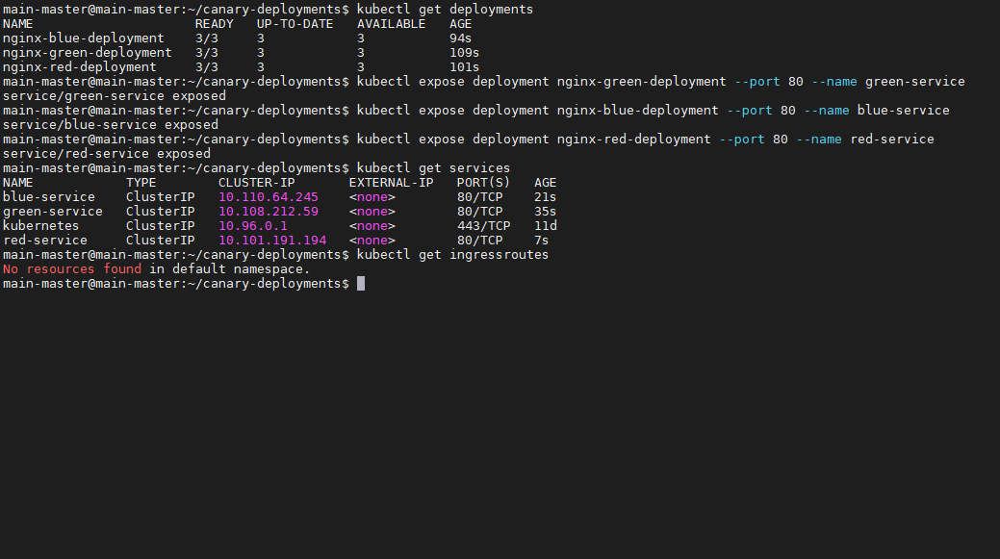 main-master@main-master:~/canary-deployments$ kubectl get deployments
NAME                     READY   UP-TO-DATE   AVAILABLE   AGE
nginx-blue-deployment    3/3     3            3           94s
nginx-green-deployment   3/3     3            3           109s
nginx-red-deployment     3/3     3            3           101s
main-master@main-master:~/canary-deployments$ kubectl expose deployment nginx-green-deployment --port 80 --name green-service
service/green-service exposed
main-master@main-master:~/canary-deployments$ kubectl expose deployment nginx-blue-deployment --port 80 --name blue-service
service/blue-service exposed
main-master@main-master:~/canary-deployments$ kubectl expose deployment nginx-red-deployment --port 80 --name red-service
service/red-service exposed
main-master@main-master:~/canary-deployments$ kubectl get services
NAME            TYPE        CLUSTER-IP       EXTERNAL-IP   PORT(S)   AGE
blue-service    ClusterIP   10.110.64.245    <none>        80/TCP    21s
green-service   ClusterIP   10.108.212.59    <none>        80/TCP    35s
kubernetes      ClusterIP   10.96.0.1        <none>        443/TCP   11d
red-service     ClusterIP   10.101.191.194   <none>        80/TCP    7s
main-master@main-master:~/canary-deployments$ kubectl get ingressroutes
No resources found in default namespace.
main-master@main-master:~/canary-deployments$